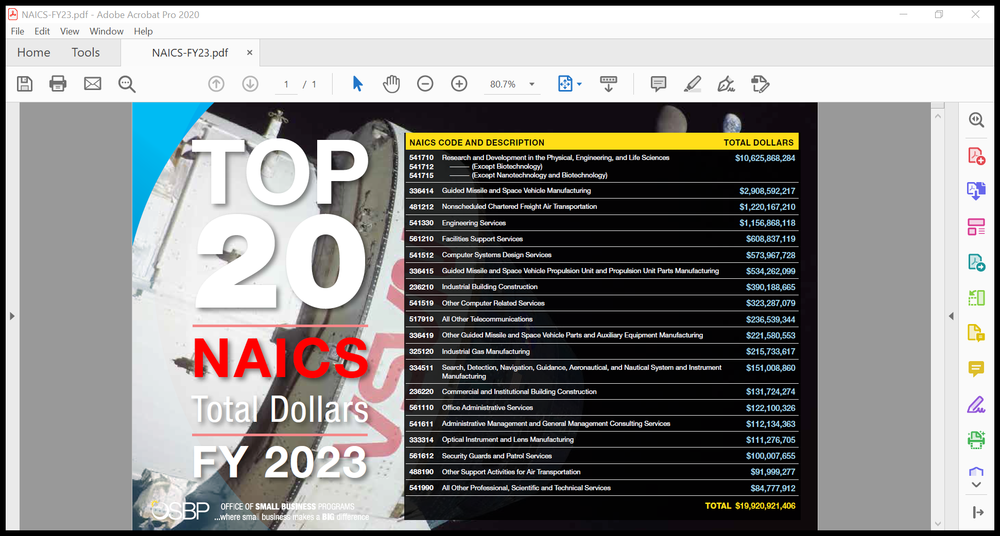 NAICS-FY23.pdf - Adobe Acrobat Pro 2020
File Edit View Window Help
Home Tools NAICS-FY23.pdf ×
1 / 1 80.7%
TOP
20
NAICS
Total Dollars
FY 2023
OSBP OFFICE OF SMALL BUSINESS PROGRAMS
...where small business makes a BIG difference
NAICS CODE AND DESCRIPTION TOTAL DOLLARS
541710 Research and Development in the Physical, Engineering, and Life Sciences $10,625,868,284
541712 (Except Biotechnology)
541715 (Except Nanotechnology and Biotechnology)
336414 Guided Missile and Space Vehicle Manufacturing $2,908,592,217
481212 Nonscheduled Chartered Freight Air Transportation $1,220,167,210
541330 Engineering Services $1,156,868,118
561210 Facilities Support Services $608,837,119
541512 Computer Systems Design Services $573,967,728
336415 Guided Missile and Space Vehicle Propulsion Unit and Propulsion Unit Parts Manufacturing $534,262,099
236210 Industrial Building Construction $390,188,665
541519 Other Computer Related Services $323,287,079
517919 All Other Telecommunications $236,539,344
336419 Other Guided Missile and Space Vehicle Parts and Auxiliary Equipment Manufacturing $221,580,553
325120 Industrial Gas Manufacturing $215,733,617
334511 Search, Detection, Navigation, Guidance, Aeronautical, and Nautical System and Instrument $151,008,860
Manufacturing
236220 Commercial and Institutional Building Construction $131,724,274
561110 Office Administrative Services $122,100,326
541611 Administrative Management and General Management Consulting Services $112,134,363
333314 Optical Instrument and Lens Manufacturing $111,276,705
561612 Security Guards and Patrol Services $100,007,655
488190 Other Support Activities for Air Transportation $91,999,277
541990 All Other Professional, Scientific and Technical Services $84,777,912
TOTAL $19,920,921,406